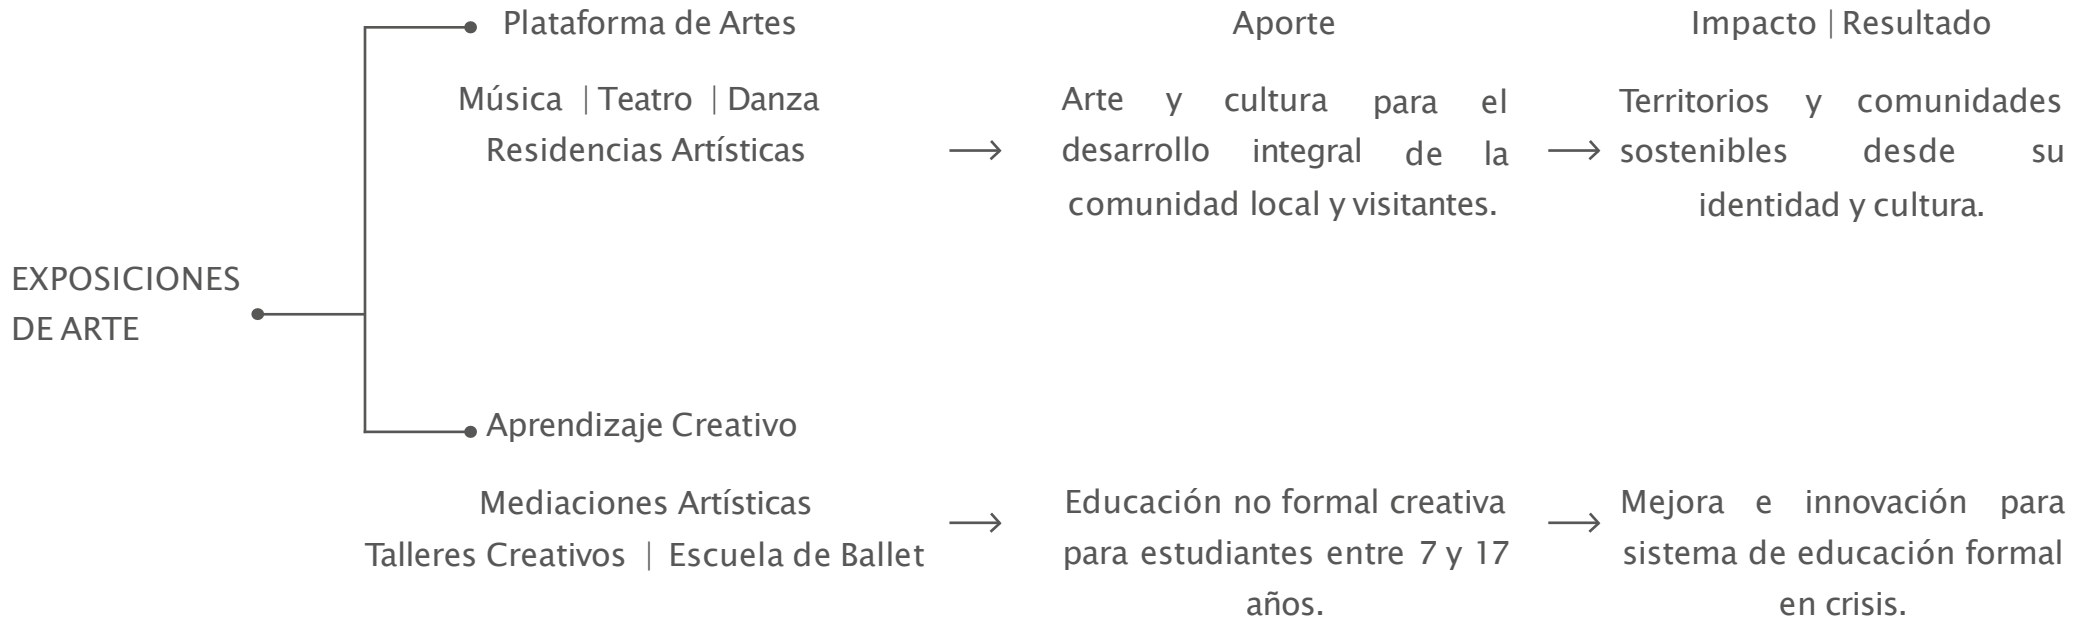 EXPOSICIONES
DE ARTE
Plataforma de Artes
Música | Teatro | Danza
Residencias Artísticas
Aporte
Arte y cultura para el
desarrollo integral de la
comunidad local y visitantes.
Impacto | Resultado
Territorios y comunidades
sostenibles desde su
identidad y cultura.
Aprendizaje Creativo
Mediaciones Artísticas
Talleres Creativos | Escuela de Ballet
Educación no formal creativa
para estudiantes entre 7 y 17
años.
Mejora e innovación para
sistema de educación formal
en crisis.